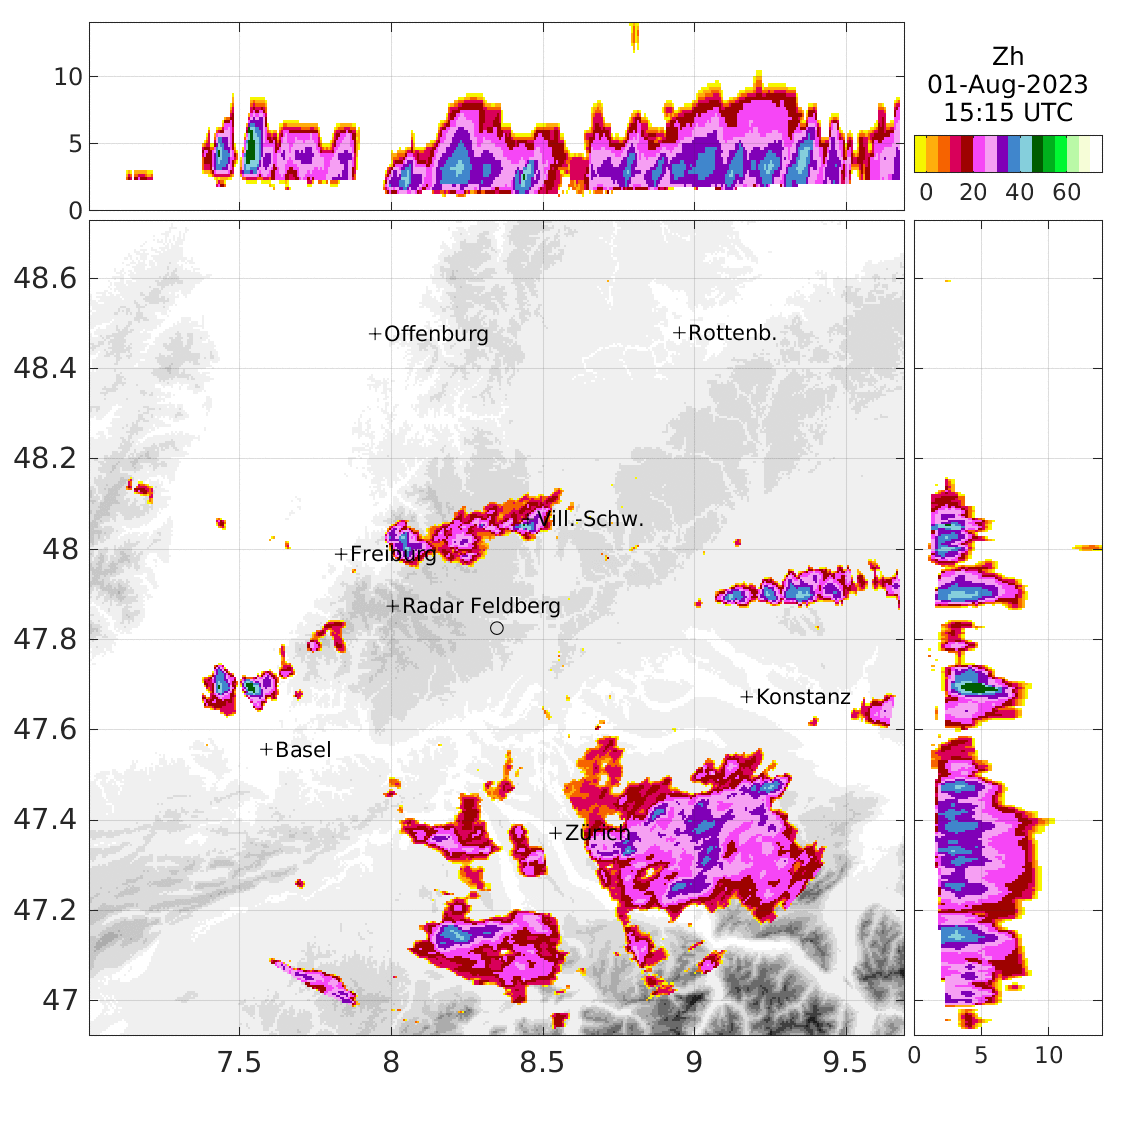 10
5
0
Zh
01-Aug-2023
15:15 UTC
0 20 40 60
48.6
48.4
48.2
48
47.8
47.6
47.4
47.2
47
+Offenburg
+Rottenb.
Vill.-Schw.
+Freiburg
+Radar Feldberg
+Konstanz
+Basel
+Zürich
7.5 8 8.5 9 9.5
0 5 10